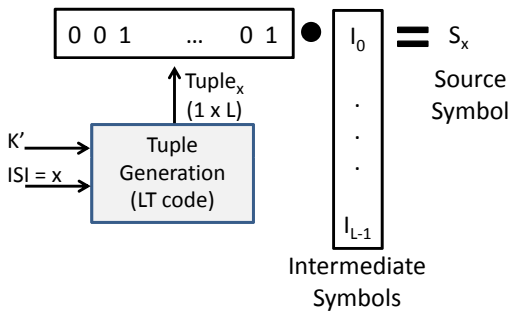 0 0 1 ... 0 1 ● I₀ = Sₓ
Source
Symbol
Tupleₓ
(1 x L)
K’
ISI = x
Tuple
Generation
(LT code)
.
.
.
I_{L-1}
Intermediate
Symbols